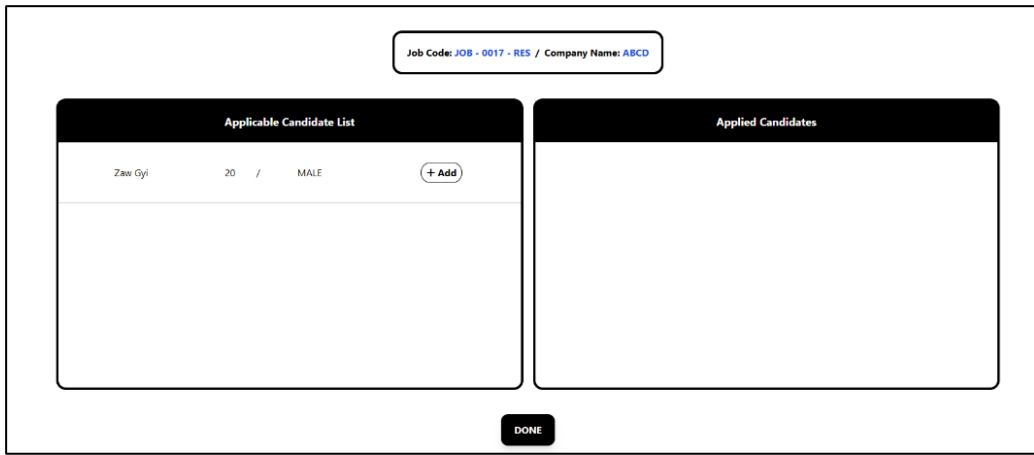 Job Code: JOB - 0017 - RES / Company Name: ABCD
Applicable Candidate List
Zaw Gyi 20 / MALE + Add
Applied Candidates
DONE